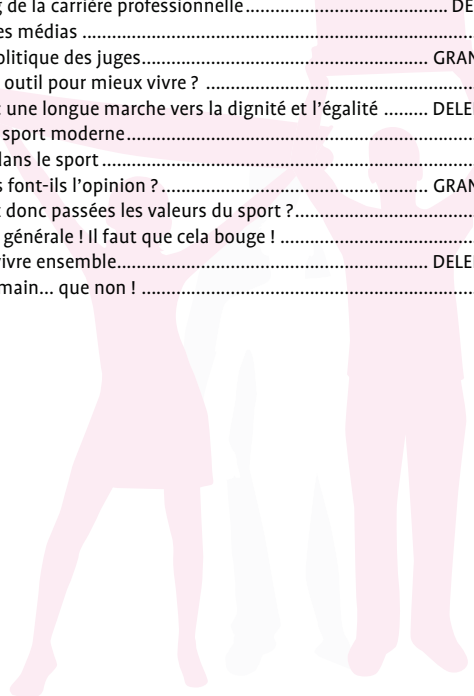 de la carrière professionnelle.................................................. DE
es médias ....................................................................................
olitique des juges.............................................................. GRAN
outil pour mieux vivre ? ..........................................................
une longue marche vers la dignité et l'égalité ......... DELE
sport moderne...........................................................................
dans le sport................................................................................
s font-ils l'opinion ?.......................................................... GRAN
donc passées les valeurs du sport ?.......................................
générale ! Il faut que cela bouge ! ..........................................
vivre ensemble.................................................................... DELE
main... que non ! ........................................................................